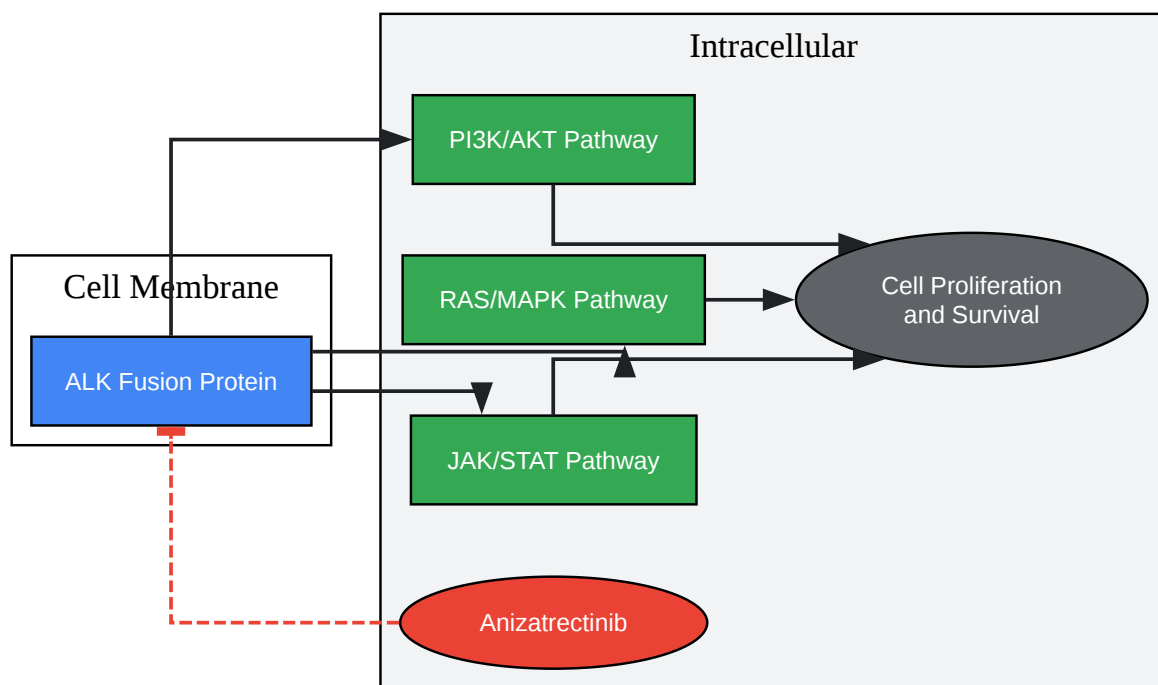 Intracellular
PI3K/AKT Pathway
Cell Membrane
RAS/MAPK Pathway
Cell Proliferation
and Survival
ALK Fusion Protein
JAK/STAT Pathway
Anizatrectinib